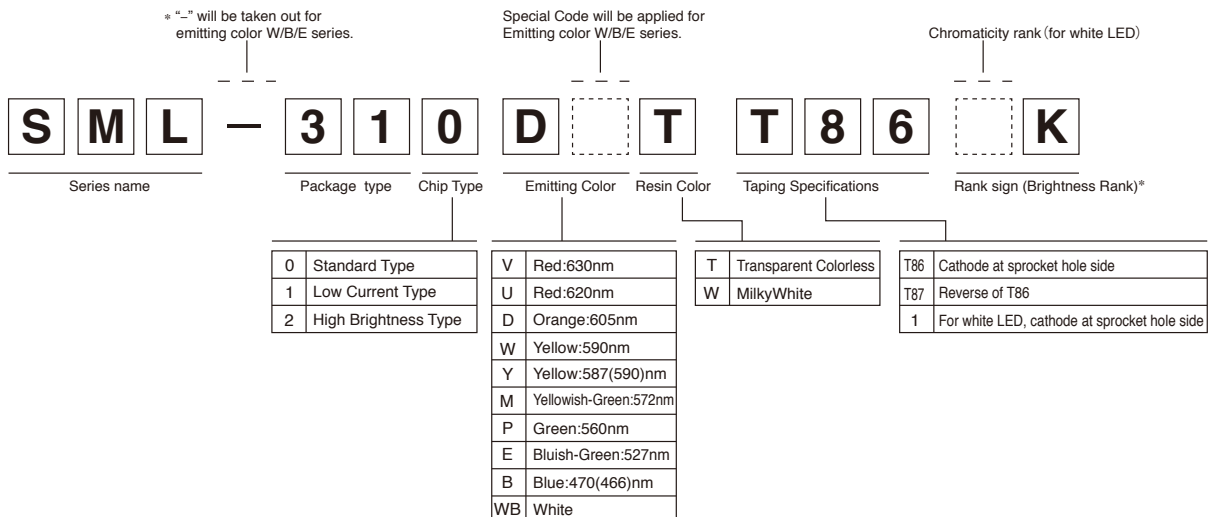 * "–" will be taken out for
emitting color W/B/E series.
Special Code will be applied for
Emitting color W/B/E series.
Chromaticity rank (for white LED)
S M L — 3 1 0 D T T 8 6 K
Series name Package type Chip Type Emitting Color Resin Color Taping Specifications Rank sign (Brightness Rank)*
0 Standard Type
1 Low Current Type
2 High Brightness Type
V Red:630nm
U Red:620nm
D Orange:605nm
W Yellow:590nm
Y Yellow:587(590)nm
M Yellowish-Green:572nm
P Green:560nm
E Bluish-Green:527nm
B Blue:470(466)nm
WB White
T Transparent Colorless
W MilkyWhite
T86 Cathode at sprocket hole side
T87 Reverse of T86
1 For white LED, cathode at sprocket hole side